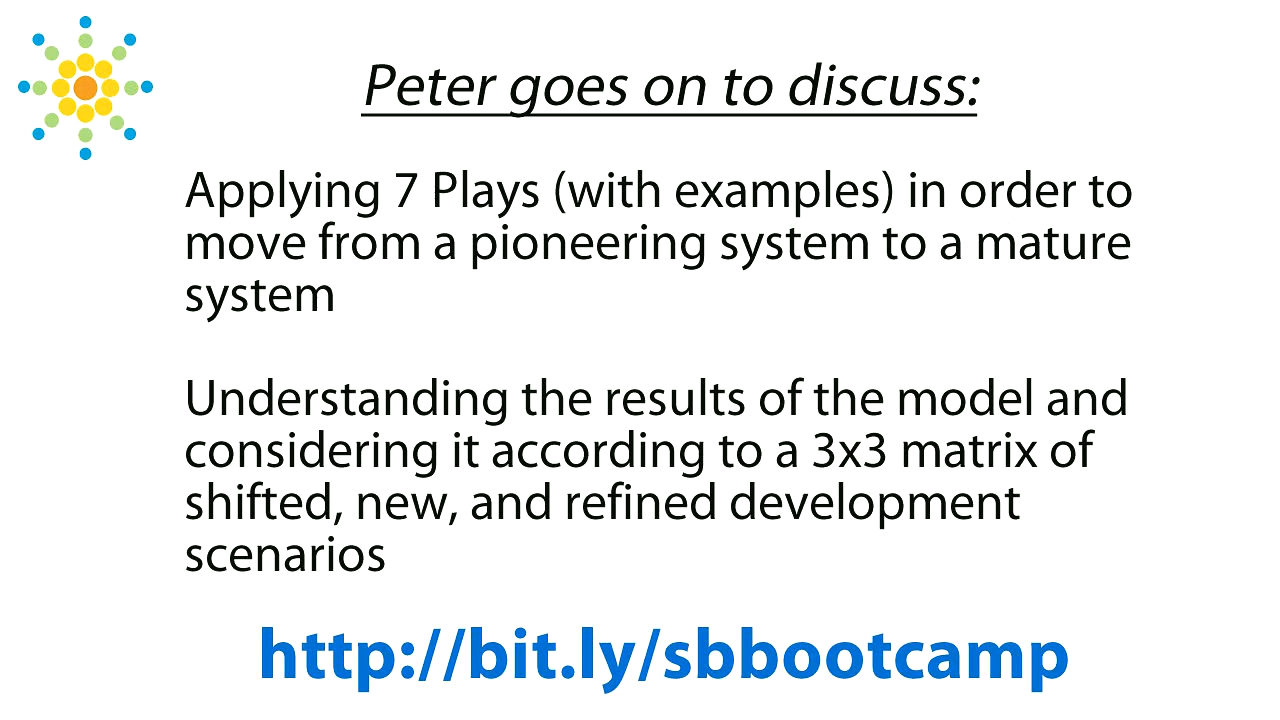 Peter goes on to discuss:
Applying 7 Plays (with examples) in order to
move from a pioneering system to a mature
system
Understanding the results of the model and
considering it according to a 3x3 matrix of
shifted, new, and refined development
scenarios
http://bit.ly/sbbootcamp